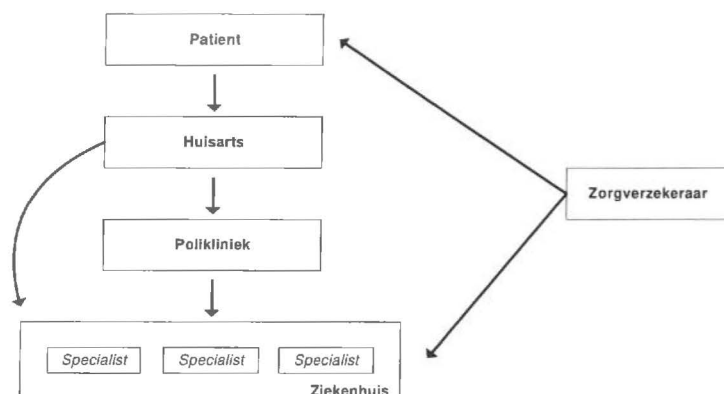 Patient
Huisarts
Zorgverzekeraar
Polikliniek
Specialist
Specialist
Specialist
Ziekenhuis